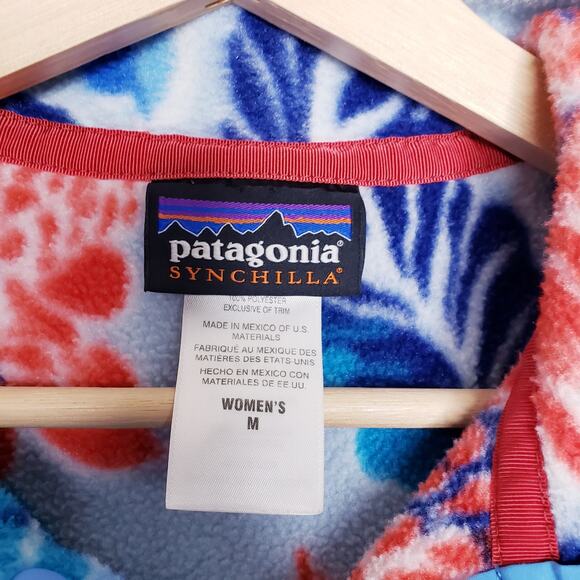 patagonia®
SYNCHILLA®
100% POLYESTER
EXCLUSIVE OF TRIM
MADE IN MEXICO OF U.S.
MATERIALS
FABRIQUÉ AU MEXIQUE DES
MATIÈRES DES ETATS-UNIS
HECHO EN MEXICO CON
MATERIALES DE EE.UU.
WOMEN'S
M